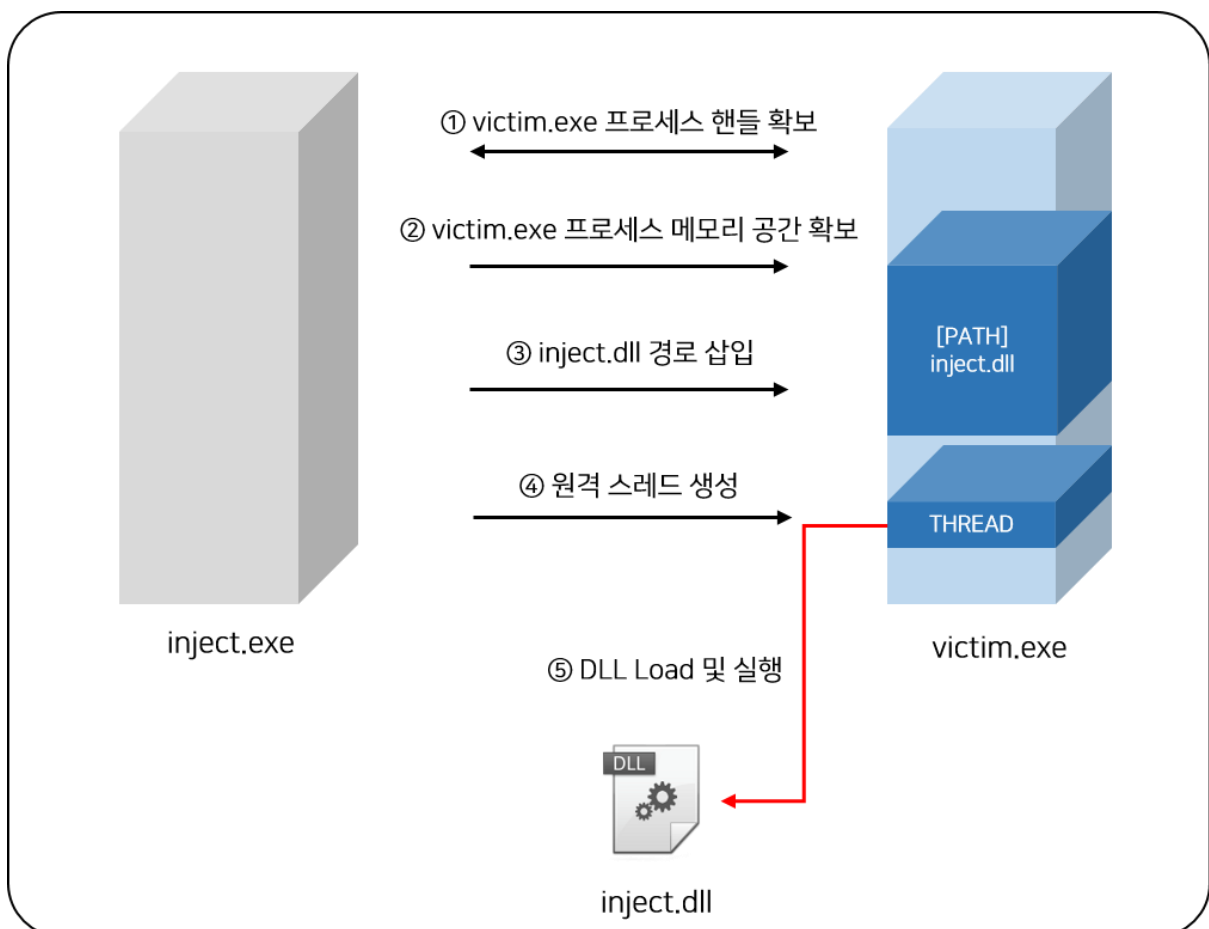 ① victim.exe 프로세스 핸들 확보
② victim.exe 프로세스 메모리 공간 확보
[PATH]
inject.dll
③ inject.dll 경로 삽입
④ 원격 스레드 생성
THREAD
inject.exe
victim.exe
⑤ DLL Load 및 실행
DLL
inject.dll